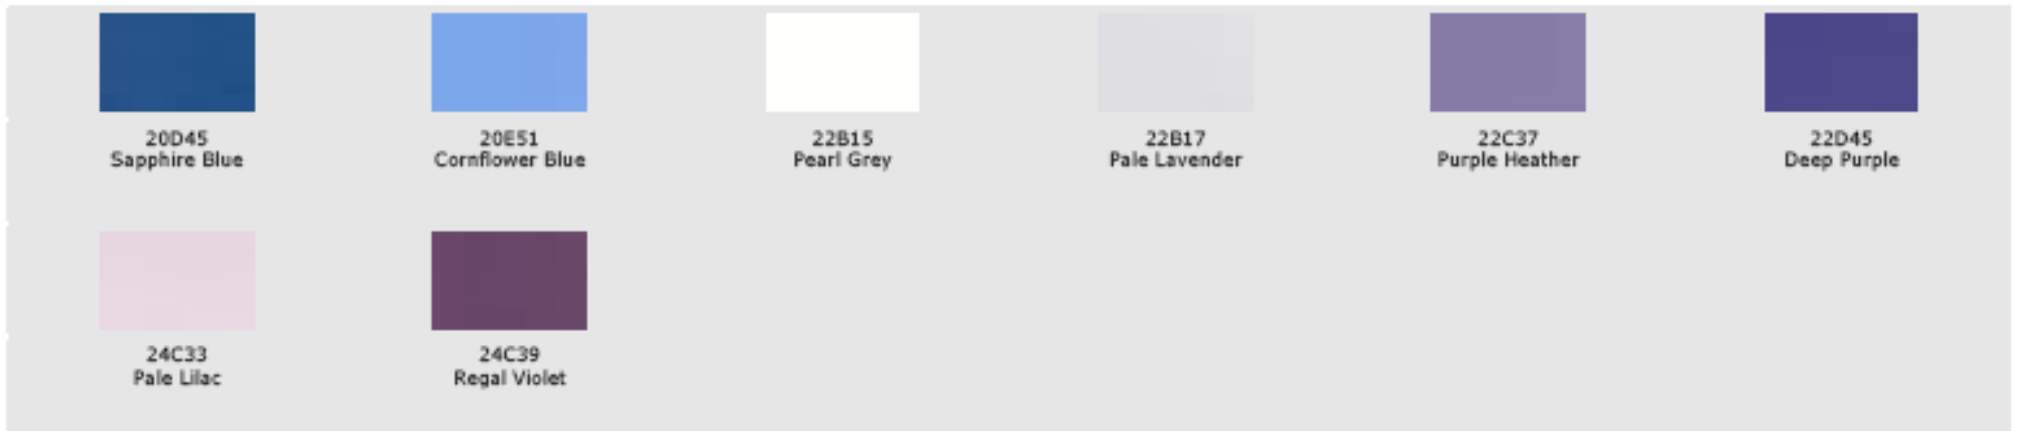 20D45
Sapphire Blue
20E51
Cornflower Blue
22B15
Pearl Grey
22B17
Pale Lavender
22C37
Purple Heather
22D45
Deep Purple
24C33
Pale Lilac
24C39
Regal Violet